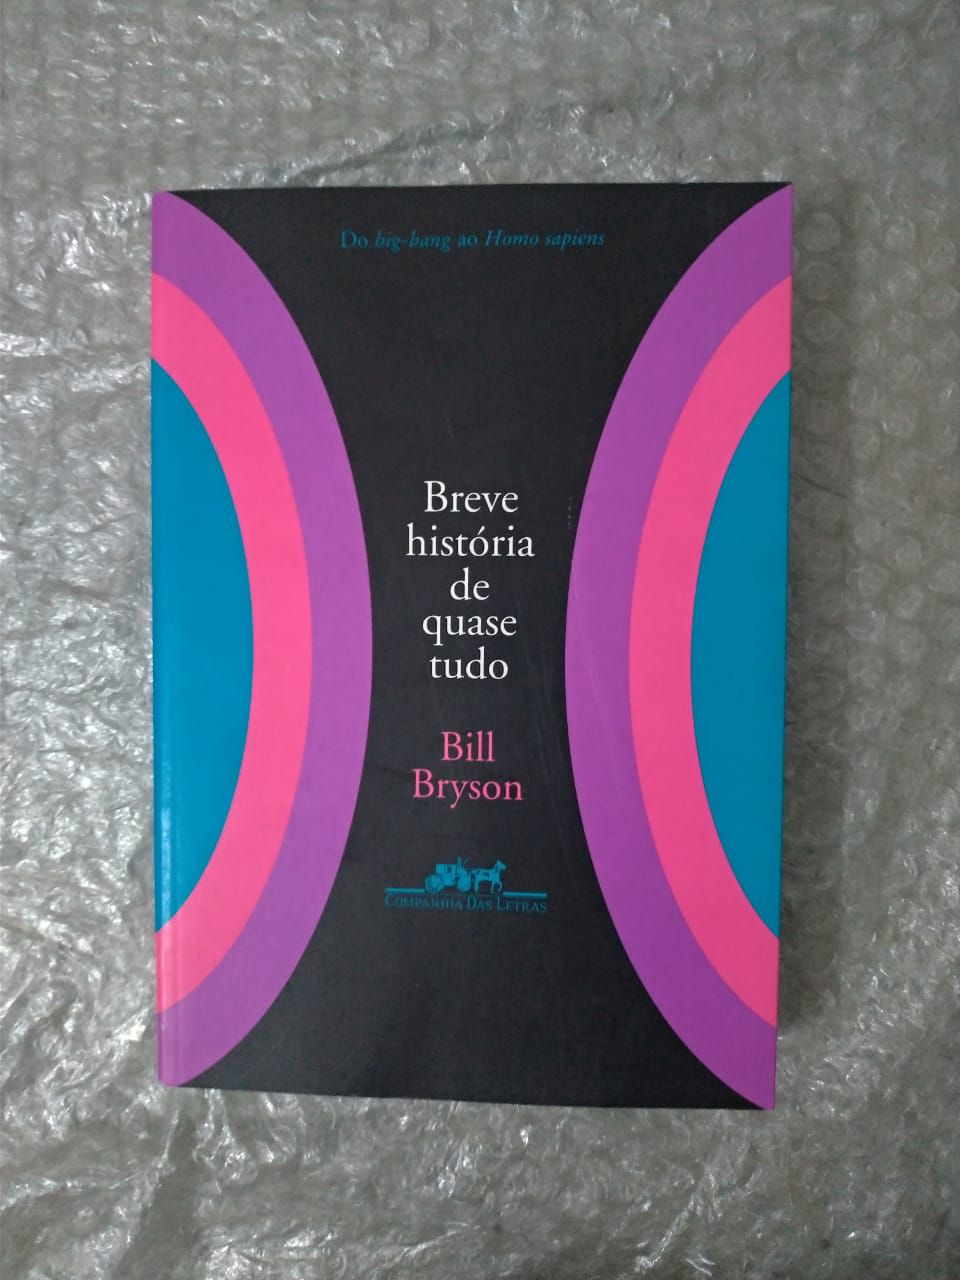 Do big-bang ao Homo sapiens
Breve
história
de
quase
tudo
Bill
Bryson
COMPANHIA DAS LETRAS